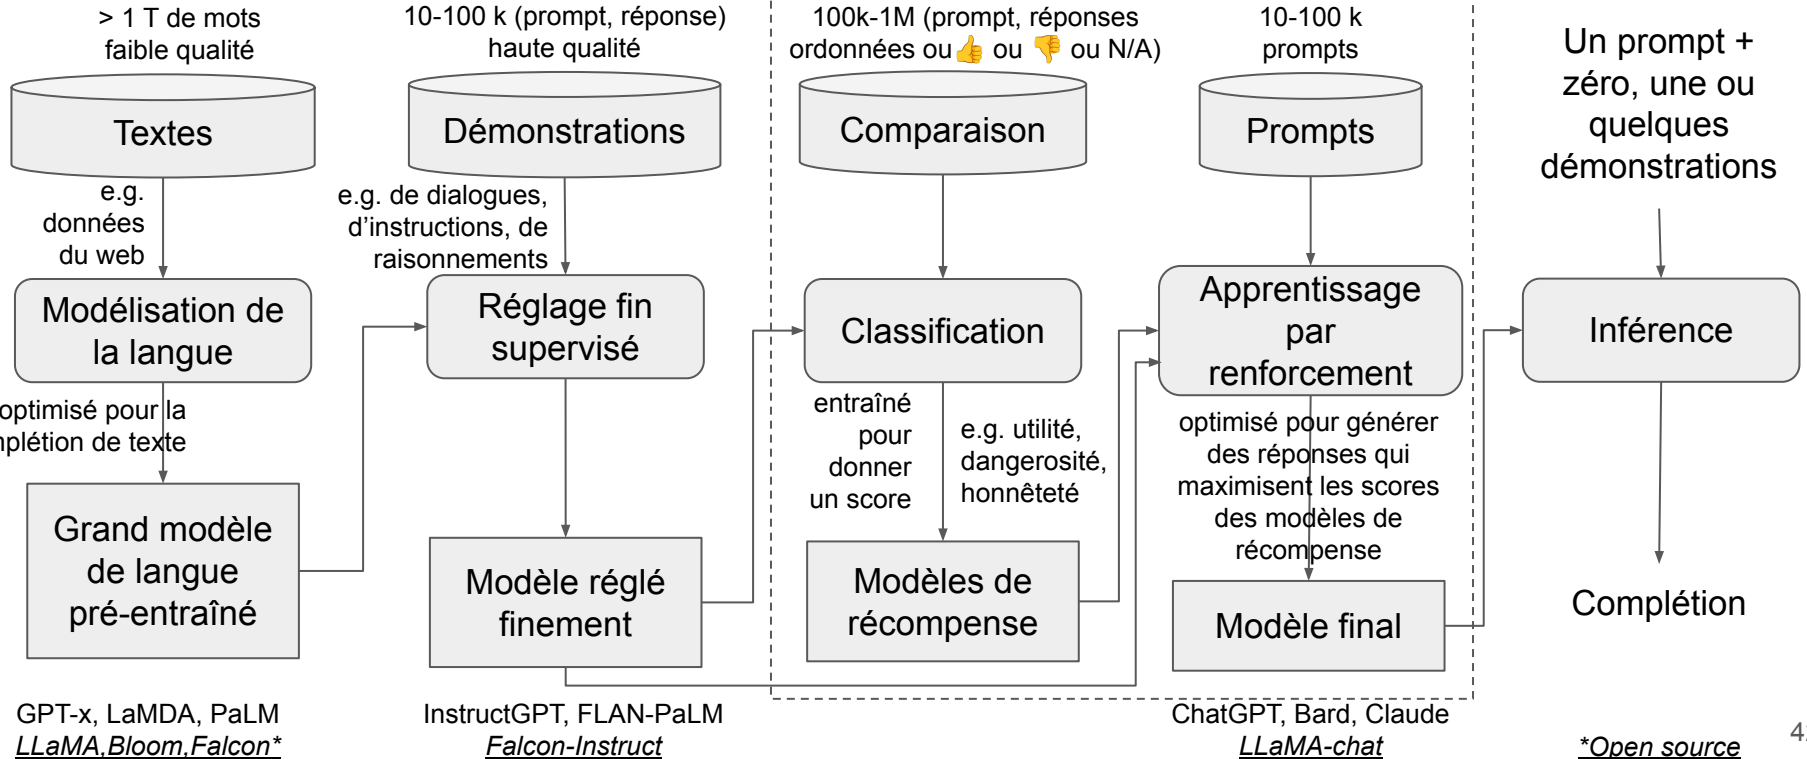 > 1 T de mots
faible qualité
Textes
e.g.
données
du web
Modélisation de
la langue
optimisé pour la
mplétion de texte
Grand modèle
de langue
pré-entraîné
GPT-x, LaMDA, PaLM
LLaMA,Bloom,Falcon*
10-100 k (prompt, réponse)
haute qualité
Démonstrations
e.g. de dialogues,
d’instructions, de
raisonnements
Réglage fin
supervisé
Modèle réglé
finement
InstructGPT, FLAN-PaLM
Falcon-Instruct
100k-1M (prompt, réponses
ordonnées ou👍 ou 👎 ou N/A)
Comparaison
Classification
entraîné
pour
donner
un score
e.g. utilité,
dangerosité,
honnêteté
Modèles de
récompense
10-100 k
prompts
Prompts
Apprentissage
par
renforcement
optimisé pour générer
des réponses qui
maximisent les scores
des modèles de
récompense
Modèle final
ChatGPT, Bard, Claude
LLaMA-chat
Un prompt +
zéro, une ou
quelques
démonstrations
Inférence
Complétion
*Open source